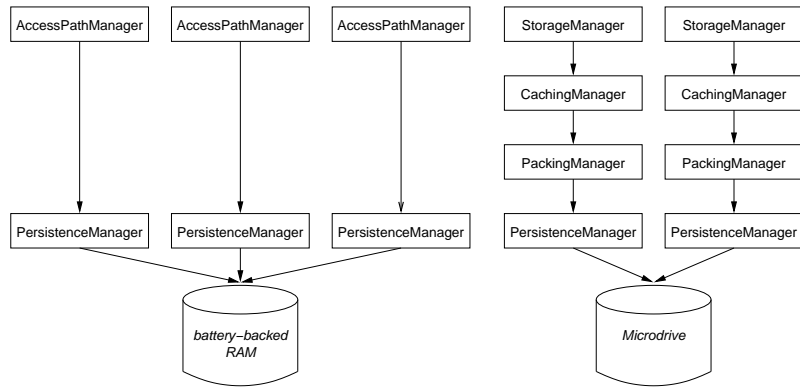 AccessPathManager
AccessPathManager
AccessPathManager
StorageManager
StorageManager
CachingManager
CachingManager
PackingManager
PackingManager
PersistenceManager
PersistenceManager
PersistenceManager
PersistenceManager
PersistenceManager
battery−backed
RAM
Microdrive